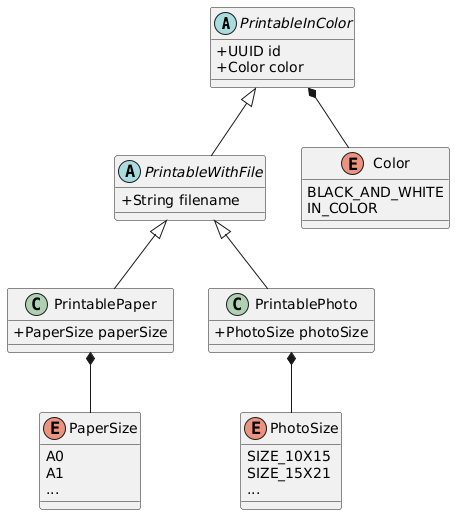 A PrintableInColor
+UUID id
+Color color
A PrintableWithFile
+String filename
E Color
BLACK_AND_WHITE
IN_COLOR
C PrintablePaper
+PaperSize paperSize
C PrintablePhoto
+PhotoSize photoSize
E PaperSize
A0
A1
...
E PhotoSize
SIZE_10X15
SIZE_15X21
...